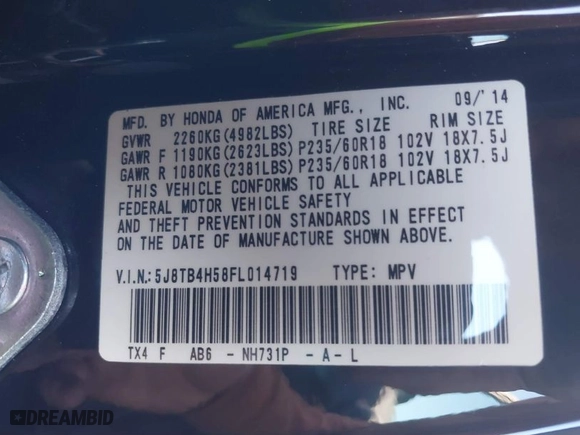 MFD. BY HONDA OF AMERICA MFG., INC. 09/'14
GVWR 2260KG(4982LBS) TIRE SIZE RIM SIZE
GAWR F 1190KG(2623LBS)P235/60R18 102V 18X7.5J
GAWR R 1080KG(2381LBS)P235/60R18 102V 18X7.5J
THIS VEHICLE CONFORMS TO ALL APPLICABLE
FEDERAL MOTOR VEHICLE SAFETY
AND THEFT PREVENTION STANDARDS IN EFFECT
ON THE DATE OF MANUFACTURE SHOWN ABOVE.
V.I.N.: 5J8TB4H58FL014719 TYPE: MPV
TX4 F AB6 - NH731P - A - L
DREAMBID